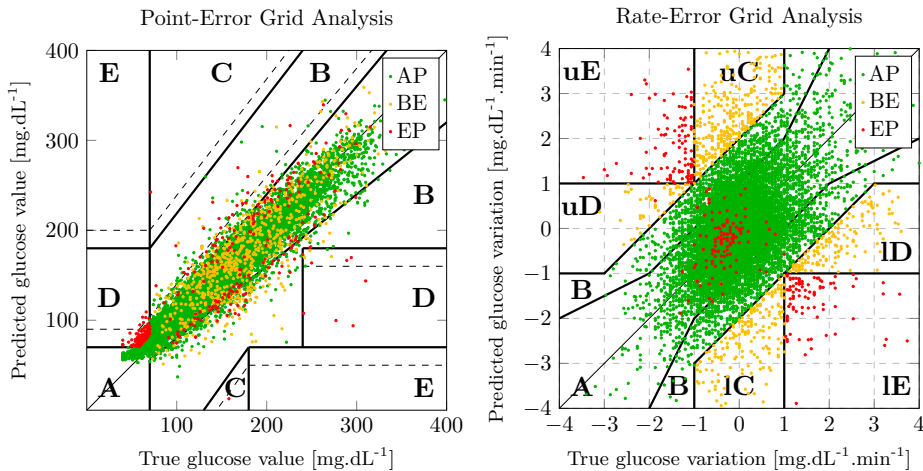 Point-Error Grid Analysis
400
300
200
100
100 200 300 400
Predicted glucose value [mg.dL⁻¹]
True glucose value [mg.dL⁻¹]
E C B
B
D D
A C E
AP
BE
EP
Rate-Error Grid Analysis
4
3
2
1
0
−1
−2
−3
−4
−4 −3 −2 −1 0 1 2 3 4
Predicted glucose variation [mg.dL⁻¹.min⁻¹]
True glucose variation [mg.dL⁻¹.min⁻¹]
uE uC
uD
lD
B
A B lC lE
AP
BE
EP